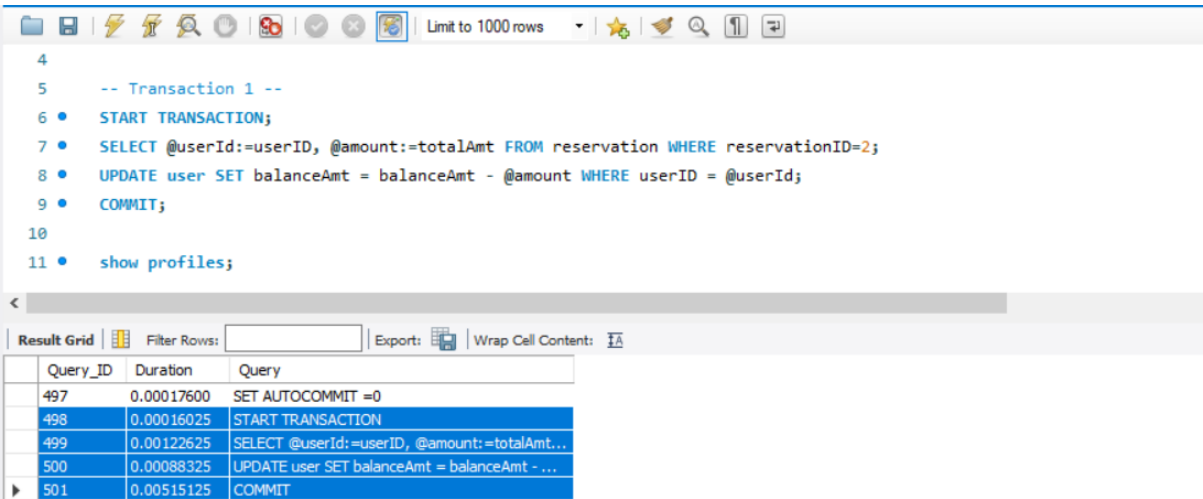 Limit to 1000 rows
4
5 -- Transaction 1 --
6 START TRANSACTION;
7 SELECT @userId:=userID, @amount:=totalAmt FROM reservation WHERE reservationID=2;
8 UPDATE user SET balanceAmt = balanceAmt - @amount WHERE userID = @userId;
9 COMMIT;
10
11 show profiles;
Result Grid Filter Rows: Export: Wrap Cell Content:
Query_ID Duration Query
497 0.00017600 SET AUTOCOMMIT =0
498 0.00016025 START TRANSACTION
499 0.00122625 SELECT @userId:=userID, @amount:=totalAmt...
500 0.00088325 UPDATE user SET balanceAmt = balanceAmt - ...
501 0.00515125 COMMIT